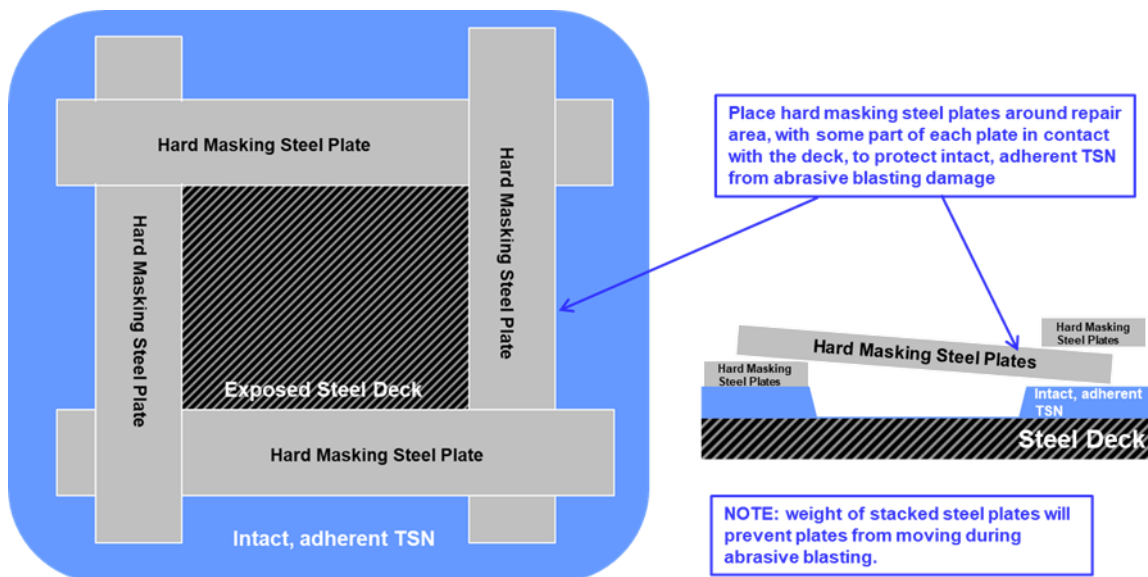 Hard Masking Steel Plate
Hard Masking Steel Plate
Hard Masking Steel Plate
Exposed Steel Deck
Hard Masking Steel Plate
Intact, adherent TSN
Place hard masking steel plates around repair
area, with some part of each plate in contact
with the deck, to protect intact, adherent TSN
from abrasive blasting damage
Hard Masking
Steel Plates
Hard Masking Steel Plates
Hard Masking
Steel Plates
Intact, adherent
TSN
Steel Deck
NOTE: weight of stacked steel plates will
prevent plates from moving during
abrasive blasting.